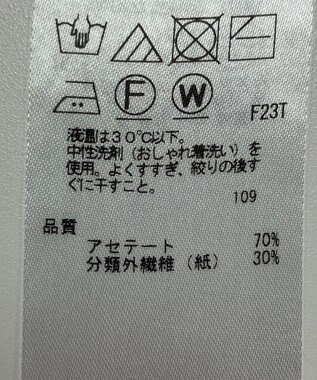 F W F23T
液温は30℃以下。
中性洗剤（おしゃれ着洗い）を
使用。よくすすぎ、絞りの後す
ぐに干すこと。
109
品質
アセテート 70%
分類外繊維（紙） 30%